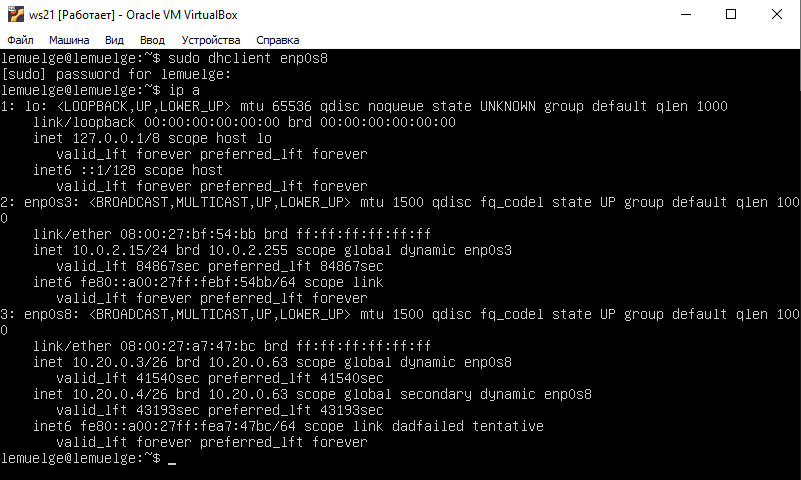 ws21 [Работает] - Oracle VM VirtualBox
Файл Машина Вид Ввод Устройства Справка
lemuelge@lemuelge:~$ sudo dhclient enp0s8
[sudo] password for lemuelge:
lemuelge@lemuelge:~$ ip a
1: lo: <LOOPBACK,UP,LOWER_UP> mtu 65536 qdisc noqueue state UNKNOWN group default qlen 1000
    link/loopback 00:00:00:00:00:00 brd 00:00:00:00:00:00
    inet 127.0.0.1/8 scope host lo
       valid_lft forever preferred_lft forever
    inet6 ::1/128 scope host
       valid_lft forever preferred_lft forever
2: enp0s3: <BROADCAST,MULTICAST,UP,LOWER_UP> mtu 1500 qdisc fq_codel state UP group default qlen 100
0
    link/ether 08:00:27:bf:54:bb brd ff:ff:ff:ff:ff:ff
    inet 10.0.2.15/24 brd 10.0.2.255 scope global dynamic enp0s3
       valid_lft 84867sec preferred_lft 84867sec
    inet6 fe80::a00:27ff:febf:54bb/64 scope link
       valid_lft forever preferred_lft forever
3: enp0s8: <BROADCAST,MULTICAST,UP,LOWER_UP> mtu 1500 qdisc fq_codel state UP group default qlen 100
0
    link/ether 08:00:27:a7:47:bc brd ff:ff:ff:ff:ff:ff
    inet 10.20.0.3/26 brd 10.20.0.63 scope global dynamic enp0s8
       valid_lft 41540sec preferred_lft 41540sec
    inet 10.20.0.4/26 brd 10.20.0.63 scope global secondary dynamic enp0s8
       valid_lft 43193sec preferred_lft 43193sec
    inet6 fe80::a00:27ff:fea7:47bc/64 scope link dadfailed tentative
       valid_lft forever preferred_lft forever
lemuelge@lemuelge:~$ _